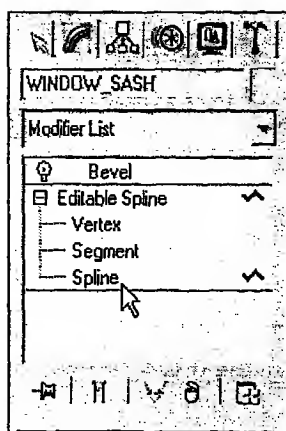 WINDOW_SASH
Modifier List
Bevel
Editable Spline
Vertex
Segment
Spline